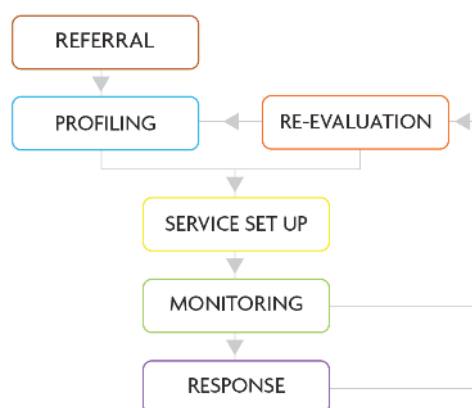 REFERRAL
PROFILING
RE-EVALUATION
SERVICE SET UP
MONITORING
RESPONSE